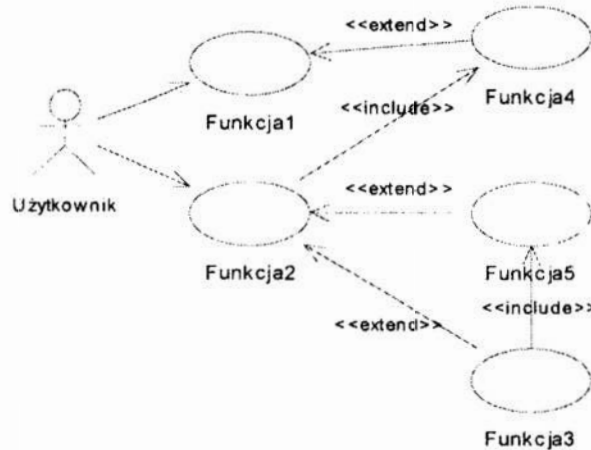 <<extend>>
Funkcja1
Funkcja4
<<include>>
Użytkownik
<<extend>>
Funkcja2
Funkcja5
<<extend>>
<<include>>
Funkcja3